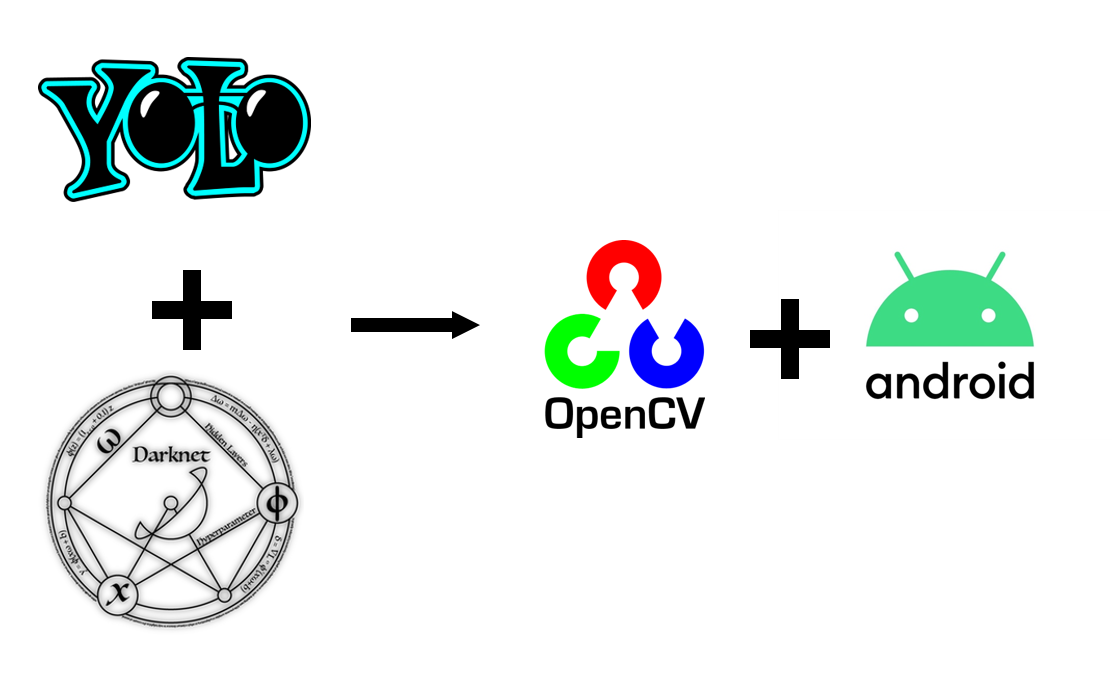 YOLO
Darknet
Hidden Layers
Hyperparameter
ω
ϕ
x
OpenCV
android